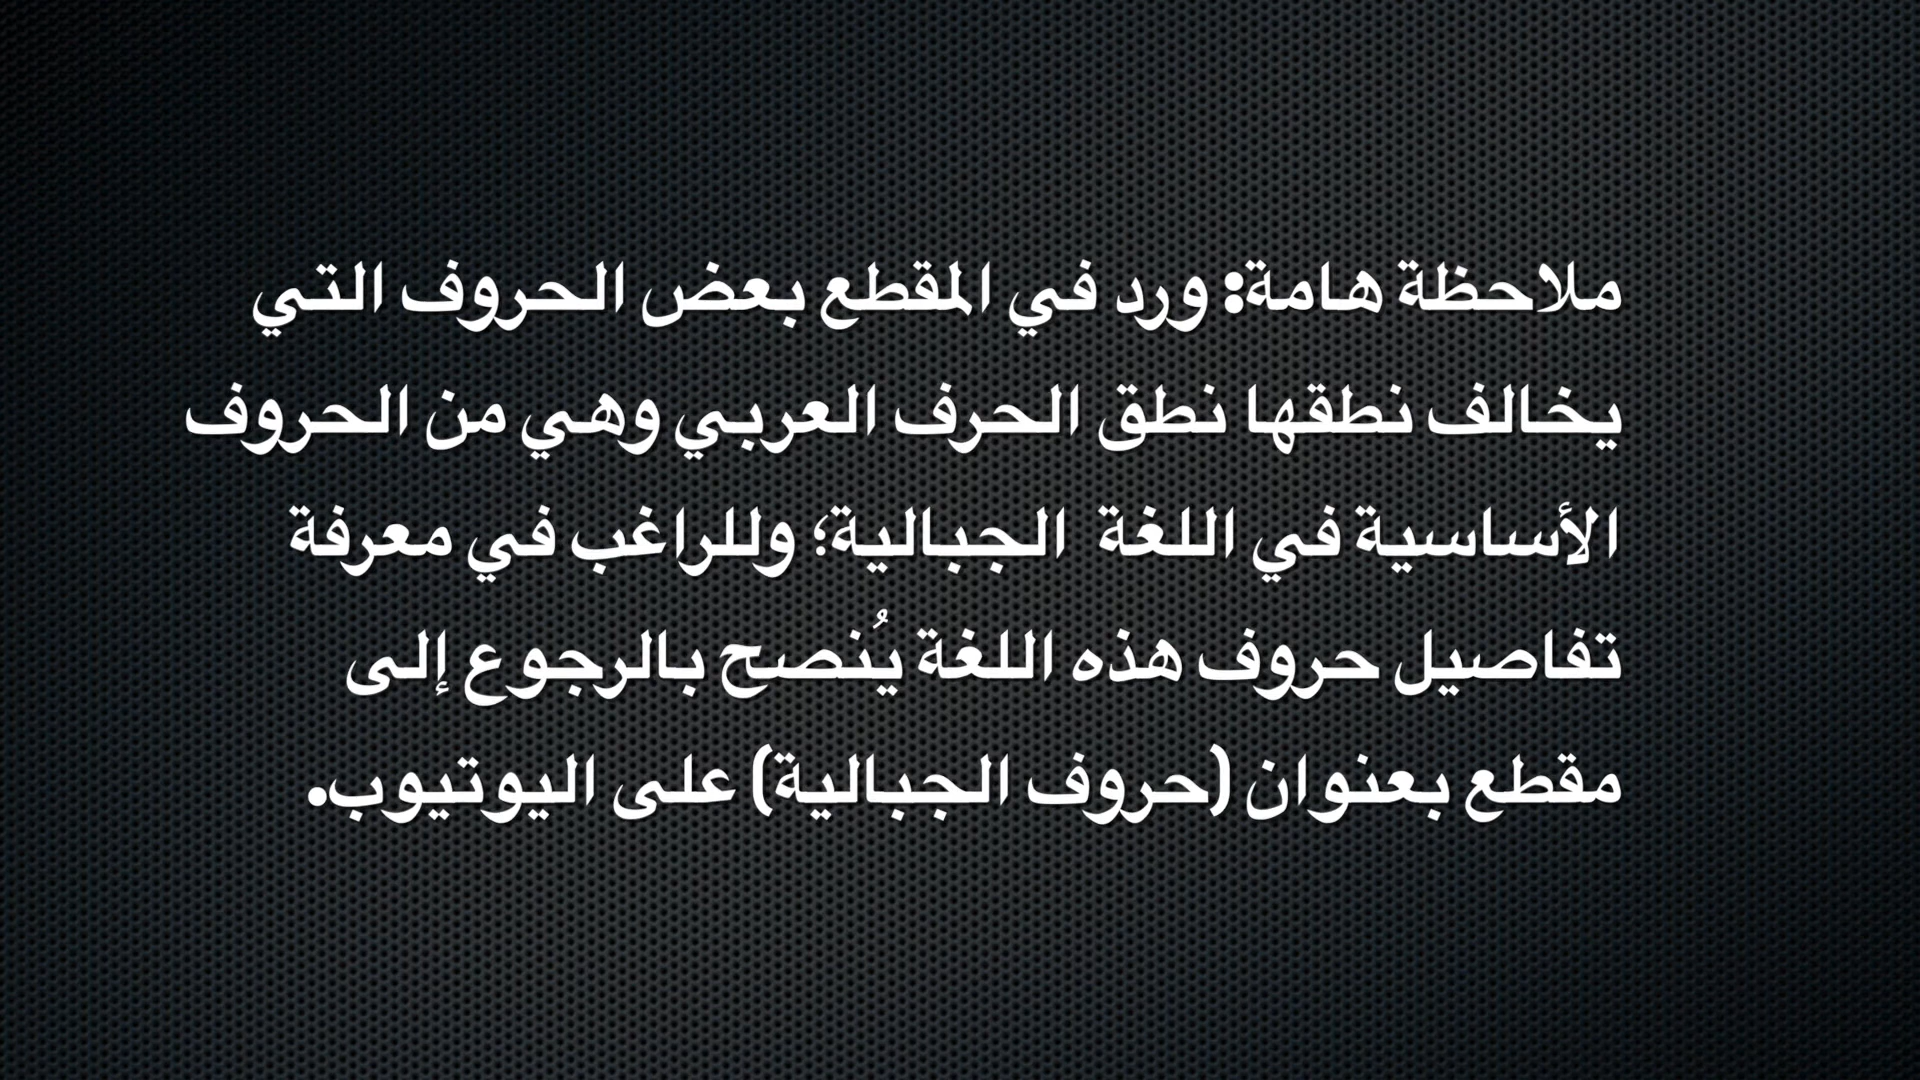 ملاحظة هامة: ورد في المقطع بعض الحروف التي
يخالف نطقها نطق الحرف العربي وهي من الحروف
الأساسية في اللغة الجبالية؛ وللراغب في معرفة
تفاصيل حروف هذه اللغة يُنصح بالرجوع إلى
مقطع بعنوان (حروف الجبالية) على اليوتيوب.